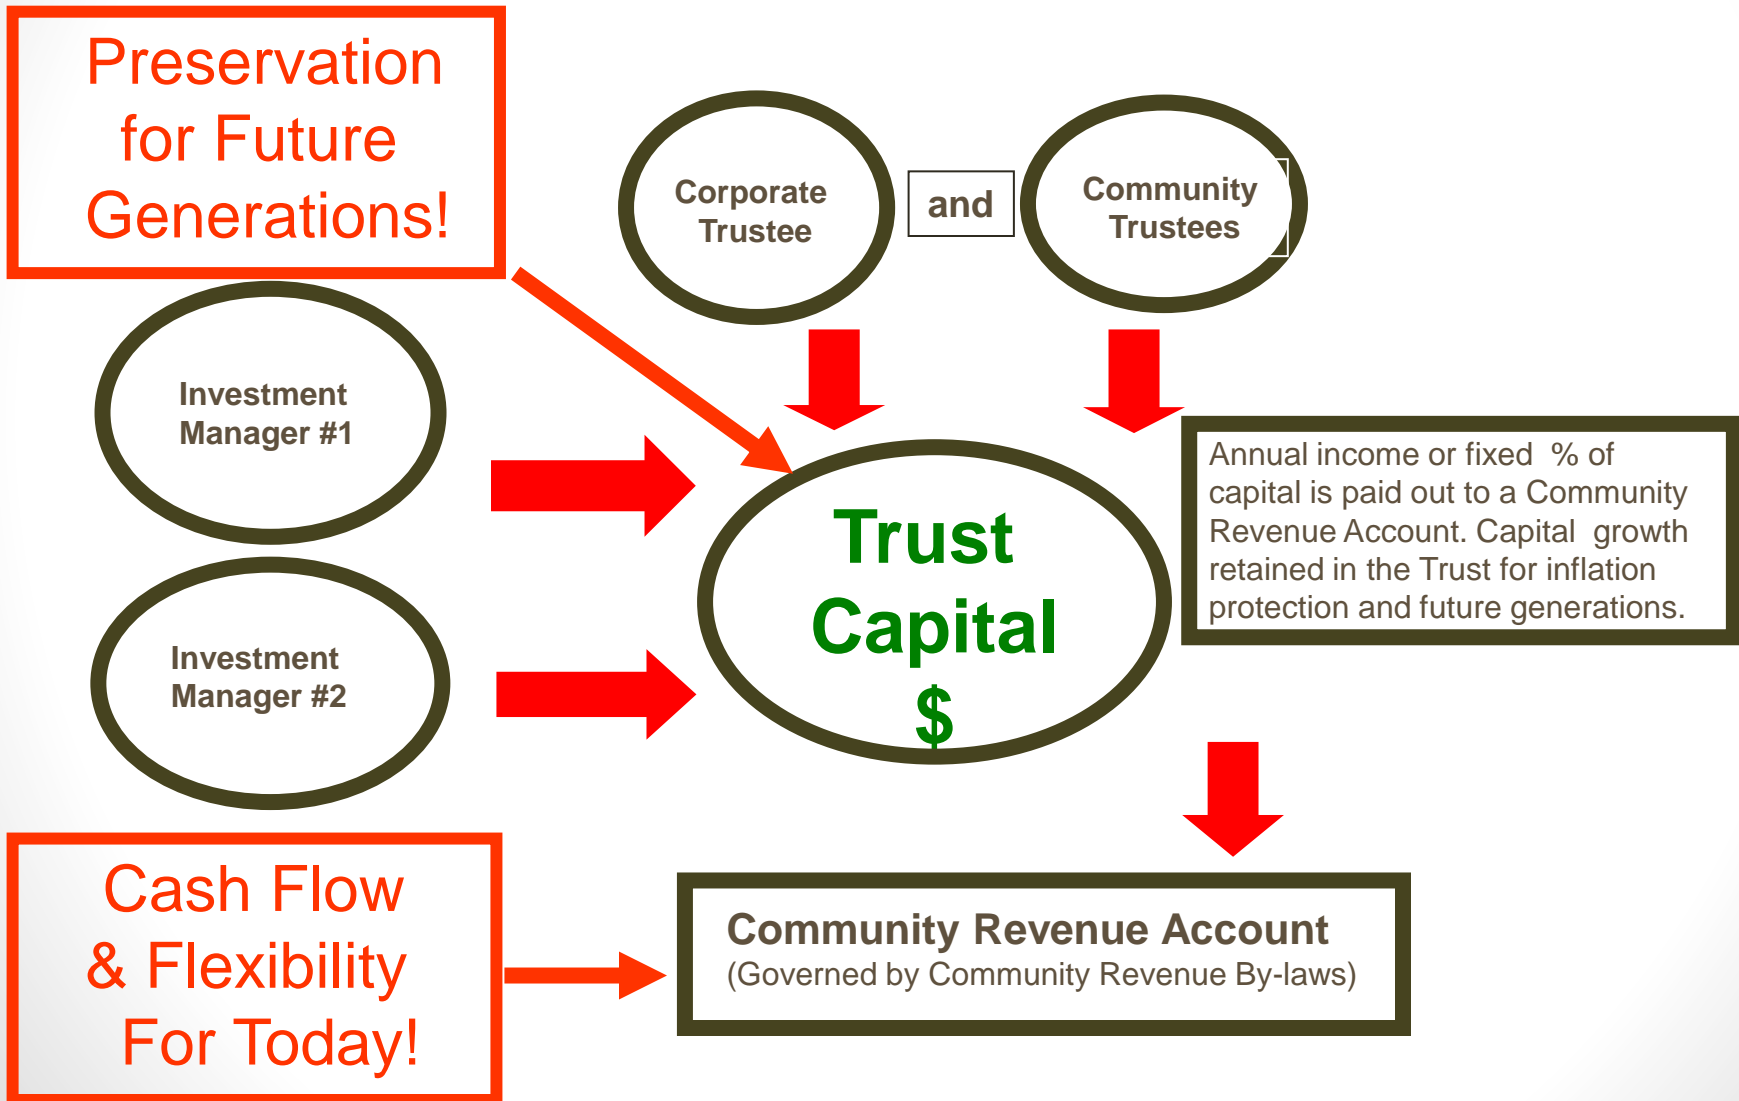 Preservation
for Future
Generations!
Corporate
Trustee
and
Community
Trustees
Investment
Manager #1
Investment
Manager #2
Trust
Capital
$
Annual income or fixed % of
capital is paid out to a Community
Revenue Account. Capital growth
retained in the Trust for inflation
protection and future generations.
Cash Flow
& Flexibility
For Today!
Community Revenue Account
(Governed by Community Revenue By-laws)